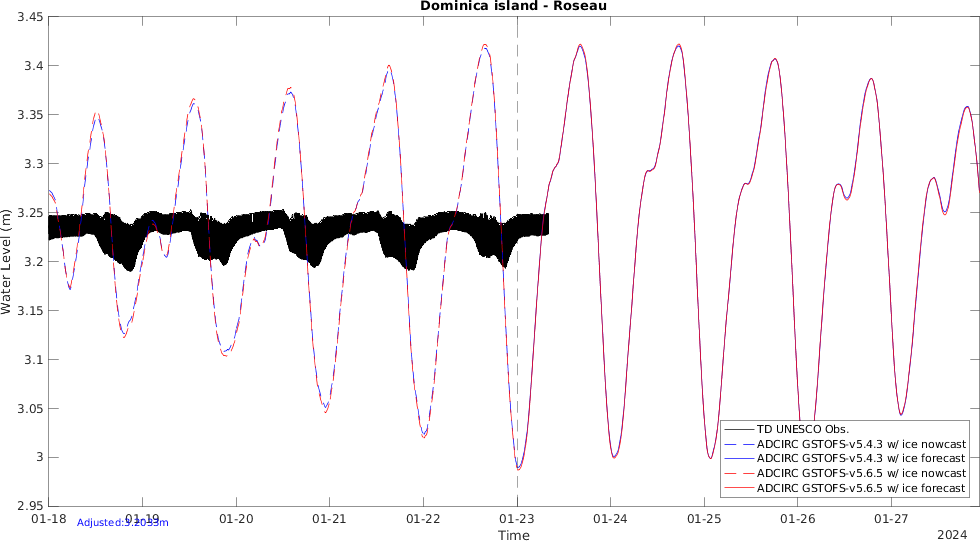 Dominica island - Roseau
3.45
3.4
3.35
3.3
3.25
3.2
3.15
3.1
3.05
3
2.95
Water Level (m)
TD UNESCO Obs.
ADCIRC GSTOFS-v5.4.3 w/ ice nowcast
ADCIRC GSTOFS-v5.4.3 w/ ice forecast
ADCIRC GSTOFS-v5.6.5 w/ ice nowcast
ADCIRC GSTOFS-v5.6.5 w/ ice forecast
01-18 01-19 01-20 01-21 01-22 01-23 01-24 01-25 01-26 01-27
Adjusted:3.2033m
Time
2024